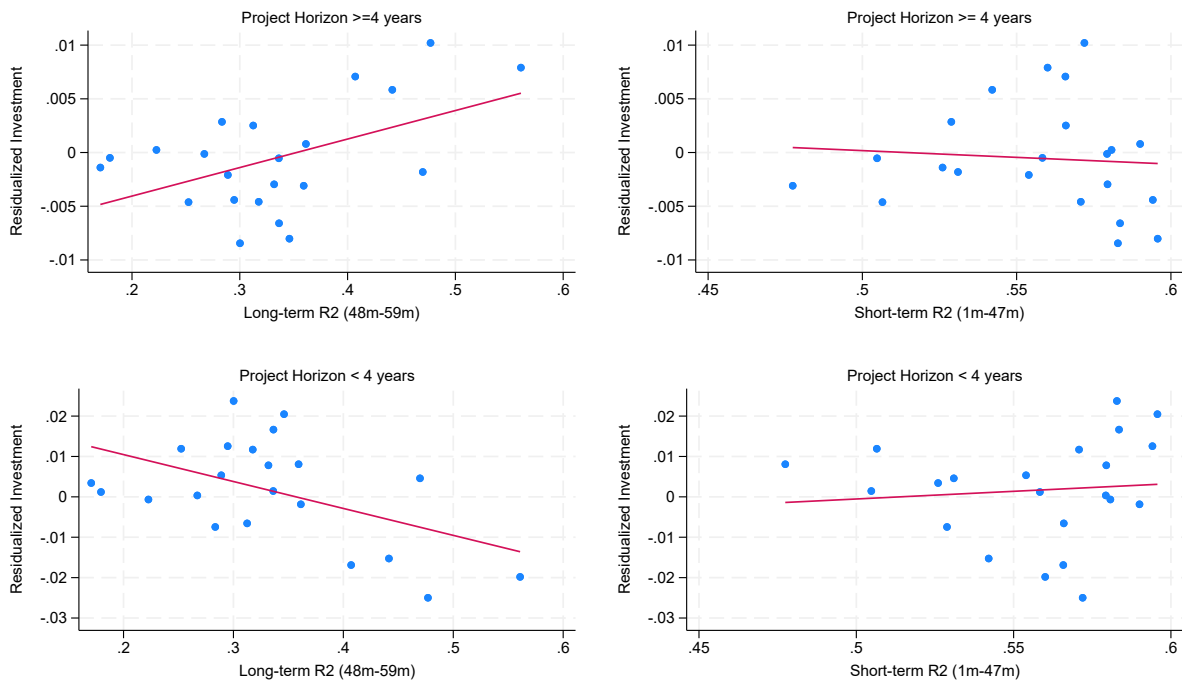 Project Horizon >=4 years
.01
.005
0
-.005
-.01
Residualized Investment
.2 .3 .4 .5 .6
Long-term R2 (48m-59m)
Project Horizon >= 4 years
.01
.005
0
-.005
-.01
Residualized Investment
.45 .5 .55 .6
Short-term R2 (1m-47m)
Project Horizon < 4 years
.02
.01
0
-.01
-.02
-.03
Residualized Investment
.2 .3 .4 .5 .6
Long-term R2 (48m-59m)
Project Horizon < 4 years
.02
.01
0
-.01
-.02
-.03
Residualized Investment
.45 .5 .55 .6
Short-term R2 (1m-47m)